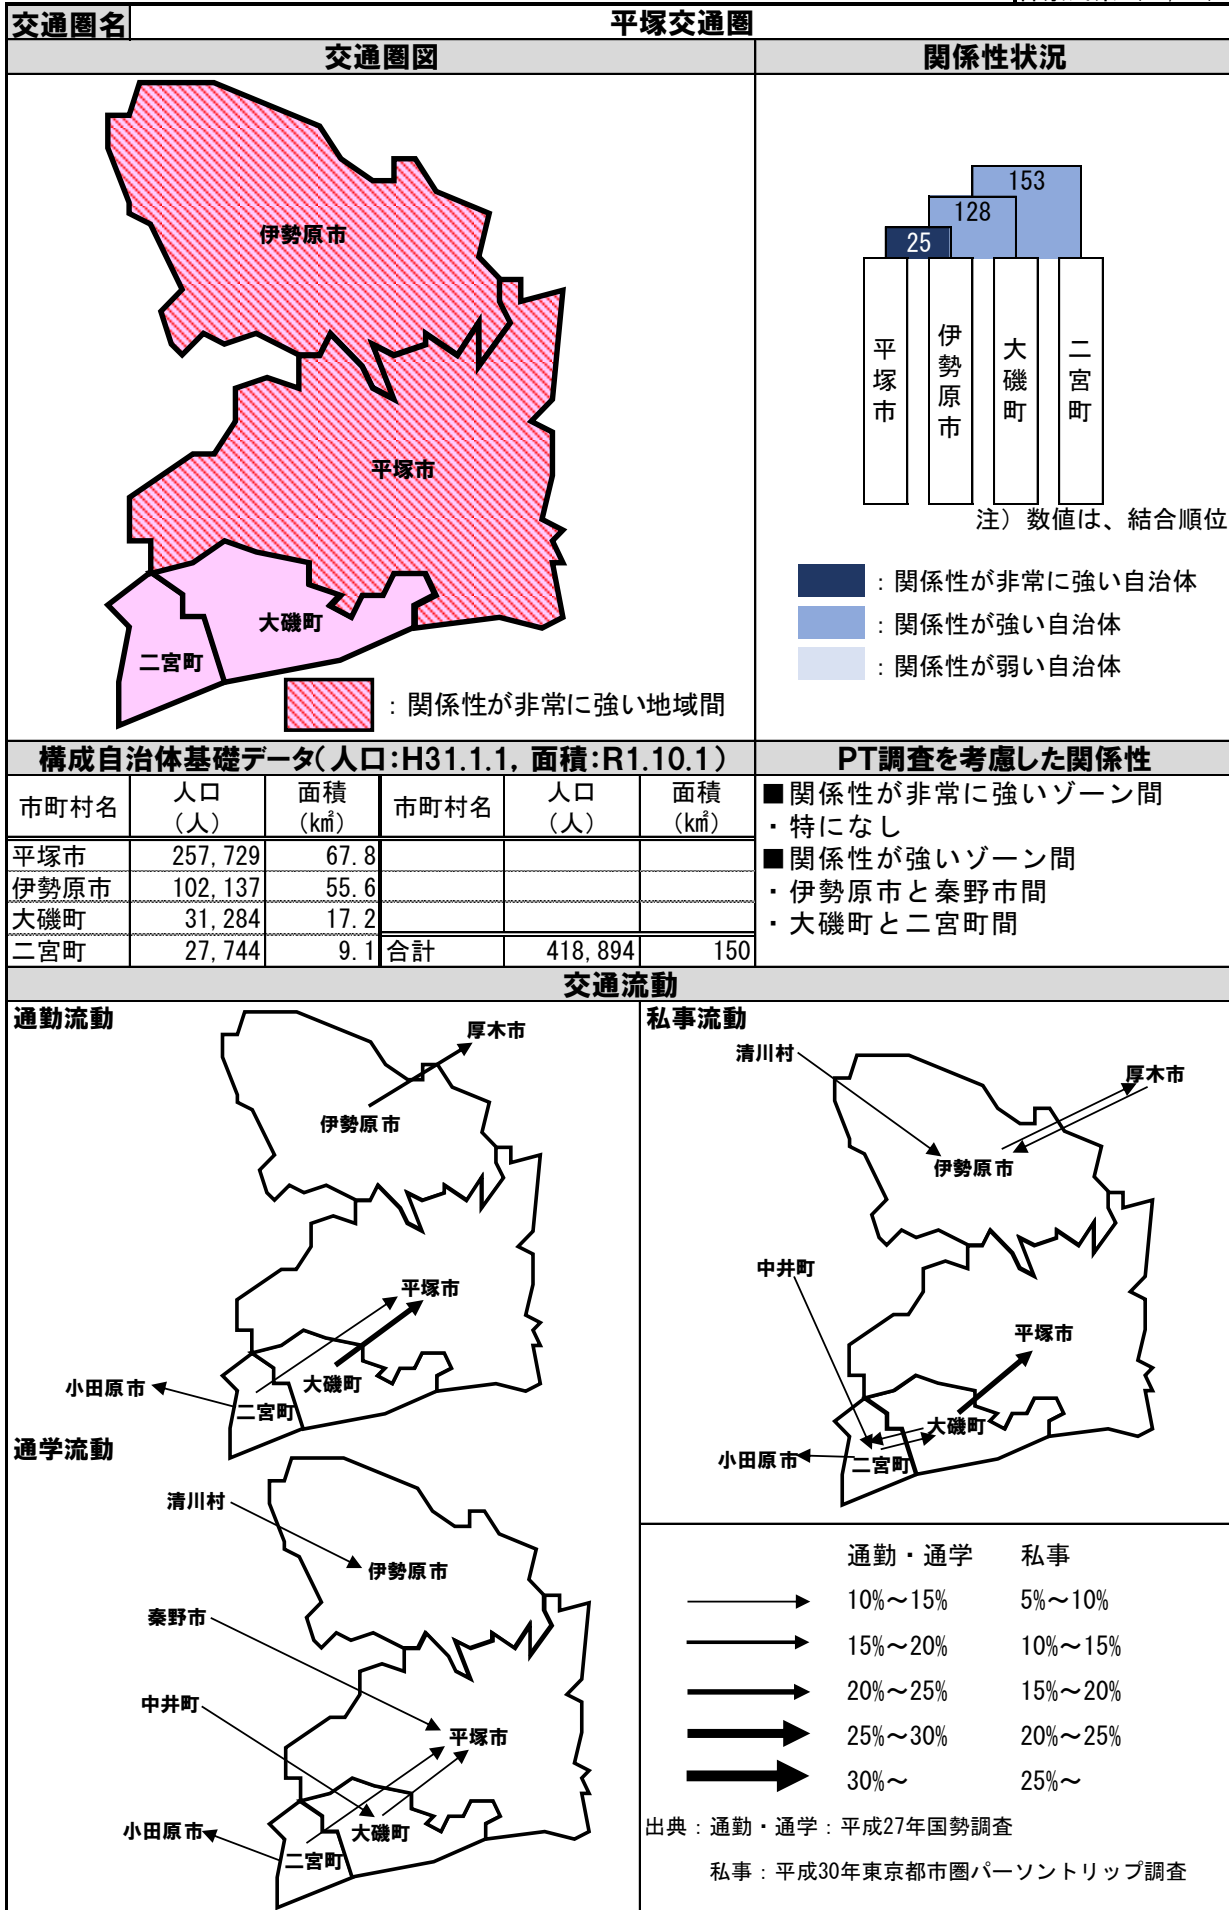 交通圏名
平塚交通圏
交通圏図
関係性状況
伊勢原市
平塚市
大磯町
二宮町
：関係性が非常に強い地域間
153
128
25
平塚市
伊勢原市
大磯町
二宮町
注）数値は、結合順位
：関係性が非常に強い自治体
：関係性が強い自治体
：関係性が弱い自治体
構成自治体基礎データ（人口：H31.1.1，面積：R1.10.1）
市町村名 人口（人） 面積（k㎡） 市町村名 人口（人） 面積（k㎡）
平塚市 257,729 67.8
伊勢原市 102,137 55.6
大磯町 31,284 17.2
二宮町 27,744 9.1 合計 418,894 150
PT調査を考慮した関係性
■関係性が非常に強いゾーン間
・特になし
■関係性が強いゾーン間
・伊勢原市と秦野市間
・大磯町と二宮町間
交通流動
通勤流動
厚木市
伊勢原市
平塚市
大磯町
小田原市
二宮町
通学流動
清川村
伊勢原市
秦野市
中井町
平塚市
小田原市
大磯町
二宮町
私事流動
清川村
厚木市
伊勢原市
中井町
平塚市
大磯町
小田原市
二宮町
通勤・通学 私事
10%～15% 5%～10%
15%～20% 10%～15%
20%～25% 15%～20%
25%～30% 20%～25%
30%～ 25%～
出典：通勤・通学：平成27年国勢調査
私事：平成30年東京都市圏パーソントリップ調査